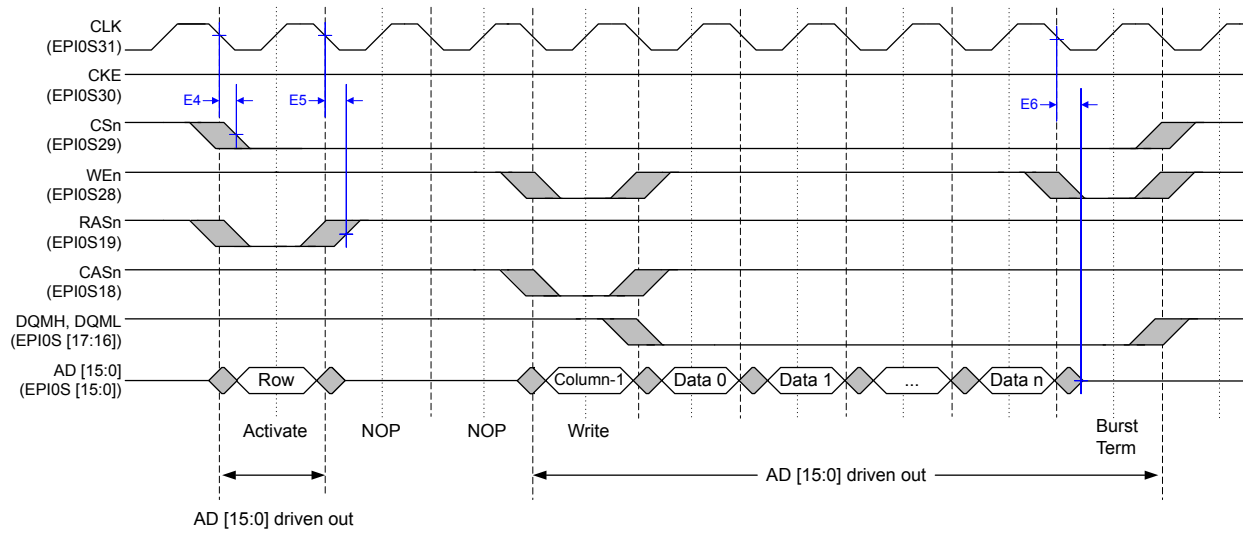 CLK
(EPI0S31)
CKE
(EPI0S30)
E4
E5
E6
CSn
(EPI0S29)
WEn
(EPI0S28)
RASn
(EPI0S19)
CASn
(EPI0S18)
DQMH, DQML
(EPI0S [17:16])
AD [15:0]
(EPI0S [15:0])
Row
Column-1
Data 0
Data 1
...
Data n
Activate
NOP
NOP
Write
Burst
Term
AD [15:0] driven out
AD [15:0] driven out